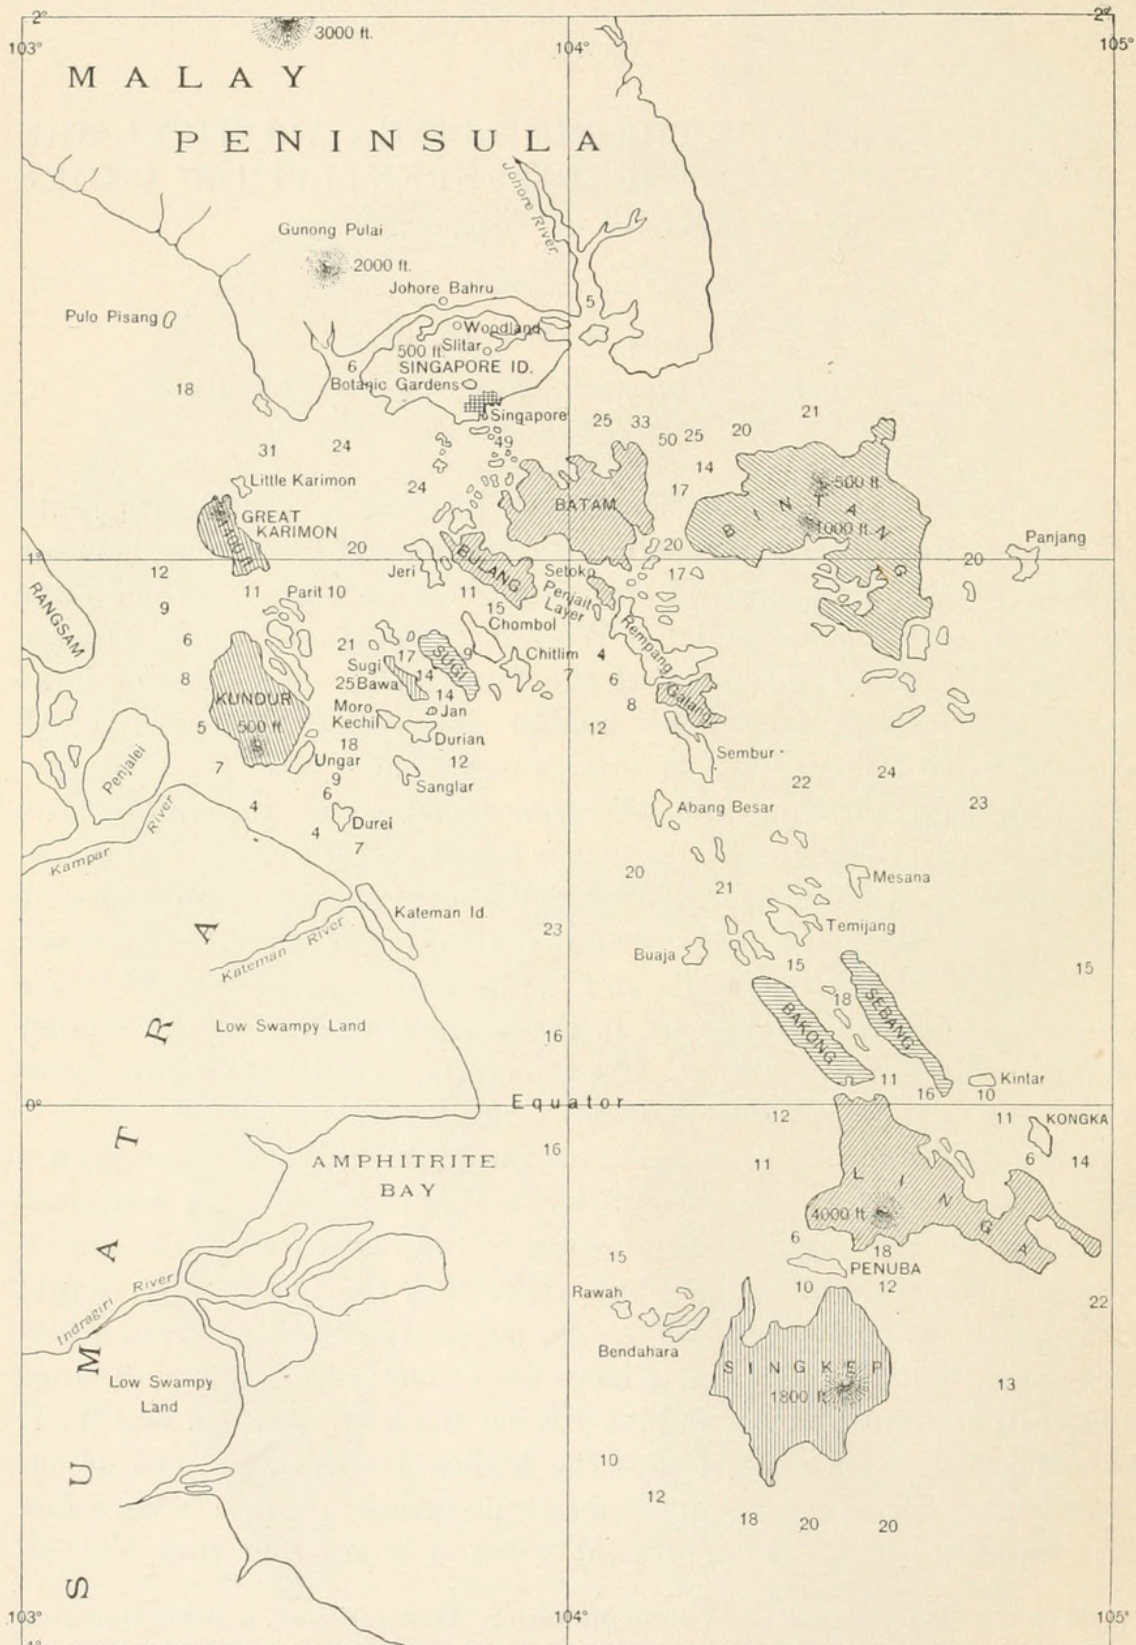 2°
2°
103°
3000 ft.
104°
105°
MALAY
PENINSULA
Johore River
Gunong Pulai
2000 ft.
Johore Bahru
5
Pulo Pisang
Woodland
500 ft.
Slitar
6
SINGAPORE ID.
18
Botanic Gardens
Singapore
21
25
33
20
50
25
31
24
49
14
Little Karimon
24
17
500 ft
GREAT
KARIMON
1400 ft
BATAM
BINTANG
1000 ft.
Panjang
1°
20
20
20
12
Jeri
BULANG
Setoko
17
RANGSAM
11
Parit
10
11
Penjait
Layer
9
15
Chombol
Rempang
6
21
17
SUGI
9
Chitlim
4
Sugi
Bawa
14
7
6
8
KUNDUR
25
14
Galang
8
Moro
Kechil
Jan
5
500 ft.
18
Durian
12
Penjalei
Ungar
12
Sembur
7
9
Sanglar
22
24
6
4
Abang Besar
23
Durei
4
Kampar River
7
20
21
Mesana
Kateman Id.
23
Temijang
Kateman River
Buaja
15
15
18
Low Swampy Land
16
BAKONG
SEBANG
11
Kintar
16
10
0°
Equator
12
11
KONGKA
16
AMPHITRITE
BAY
11
6
14
LINGA
4000 ft.
6
18
15
PENUBA
Indragiri River
10
12
Rawah
22
Bendahara
SINGKEP
Low Swampy
Land
1800 ft.
13
10
12
18
20
20
SUMATRA
103°
104°
105°
1°